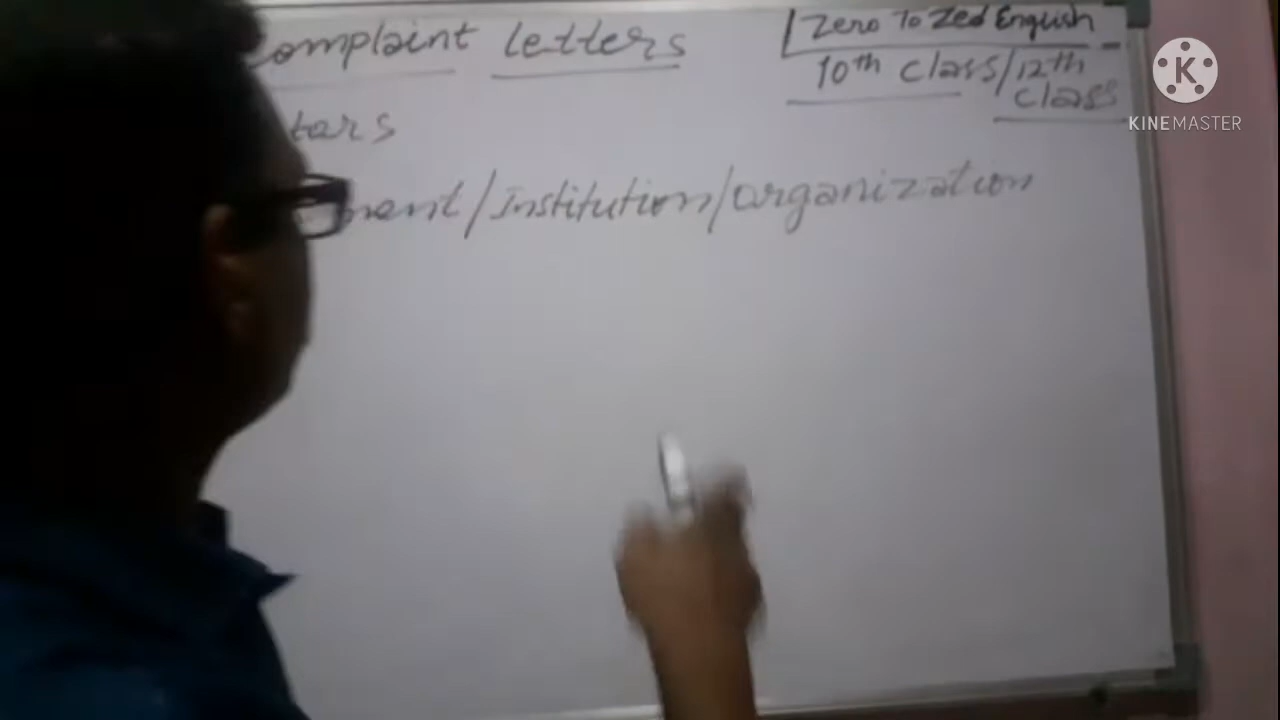 omplaint letters
Zero To Zed English
10th class/12th
class
ters
ment/Institution/organization
KINEMASTER